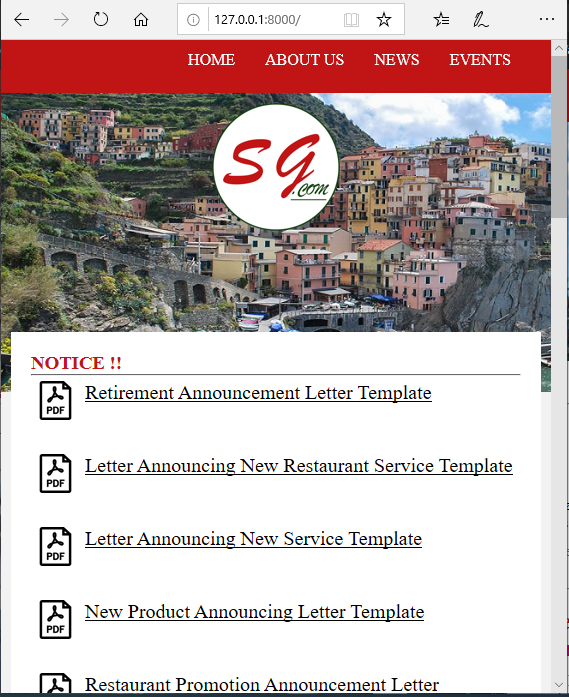 127.0.0.1:8000/
HOME ABOUT US NEWS EVENTS
SG
.com
NOTICE !!
PDF Retirement Announcement Letter Template
PDF Letter Announcing New Restaurant Service Template
PDF Letter Announcing New Service Template
PDF New Product Announcing Letter Template
Restaurant Promotion Announcement Letter